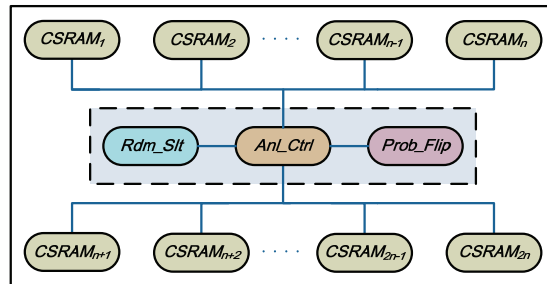 CSRAM₁ CSRAM₂ ···· CSRAMₙ₋₁ CSRAMₙ
Rdm_Slt Anl_Ctrl Prob_Flip
CSRAMₙ₊₁ CSRAMₙ₊₂ ···· CSRAM₂ₙ₋₁ CSRAM₂ₙ